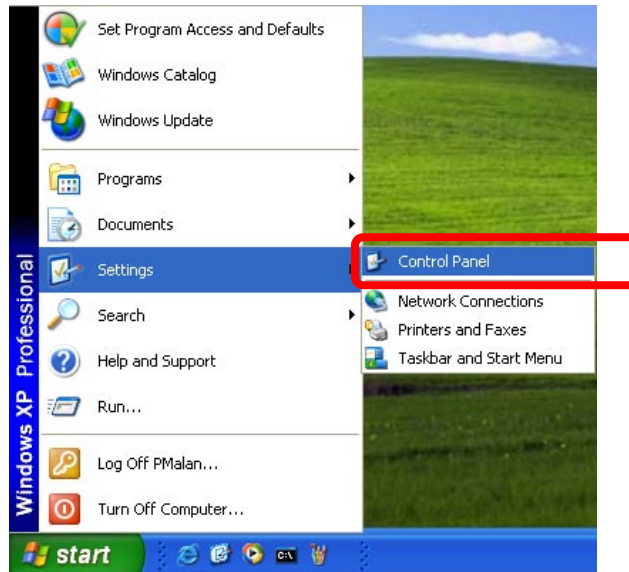 Set Program Access and Defaults
Windows Catalog
Windows Update
Programs
Documents
Settings
Search
Help and Support
Run...
Log Off PMalan...
Turn Off Computer...
Windows XP Professional
Control Panel
Network Connections
Printers and Faxes
Taskbar and Start Menu
start
C:\